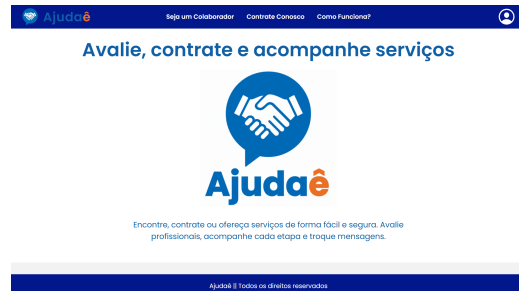 Ajudaê
Seja um Colaborador
Contrate Conosco
Como Funciona?
Avalie, contrate e acompanhe serviços
Ajudaê
Encontre, contrate ou ofereça serviços de forma fácil e segura. Avalie
profissionais, acompanhe cada etapa e troque mensagens.
Ajudaê || Todos os direitos reservados